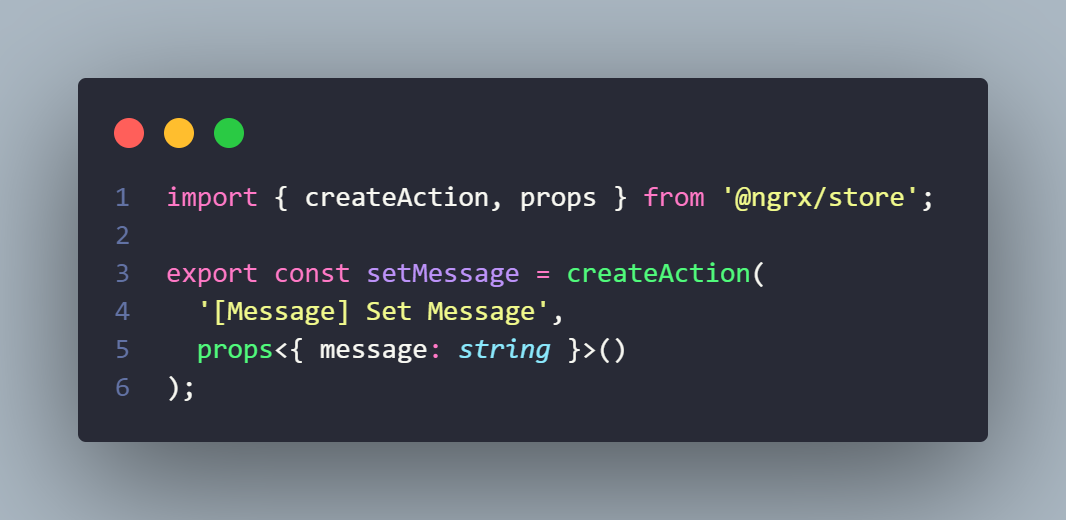 1 import { createAction, props } from '@ngrx/store';
2
3 export const setMessage = createAction(
4   '[Message] Set Message',
5   props<{ message: string }>()
6 );